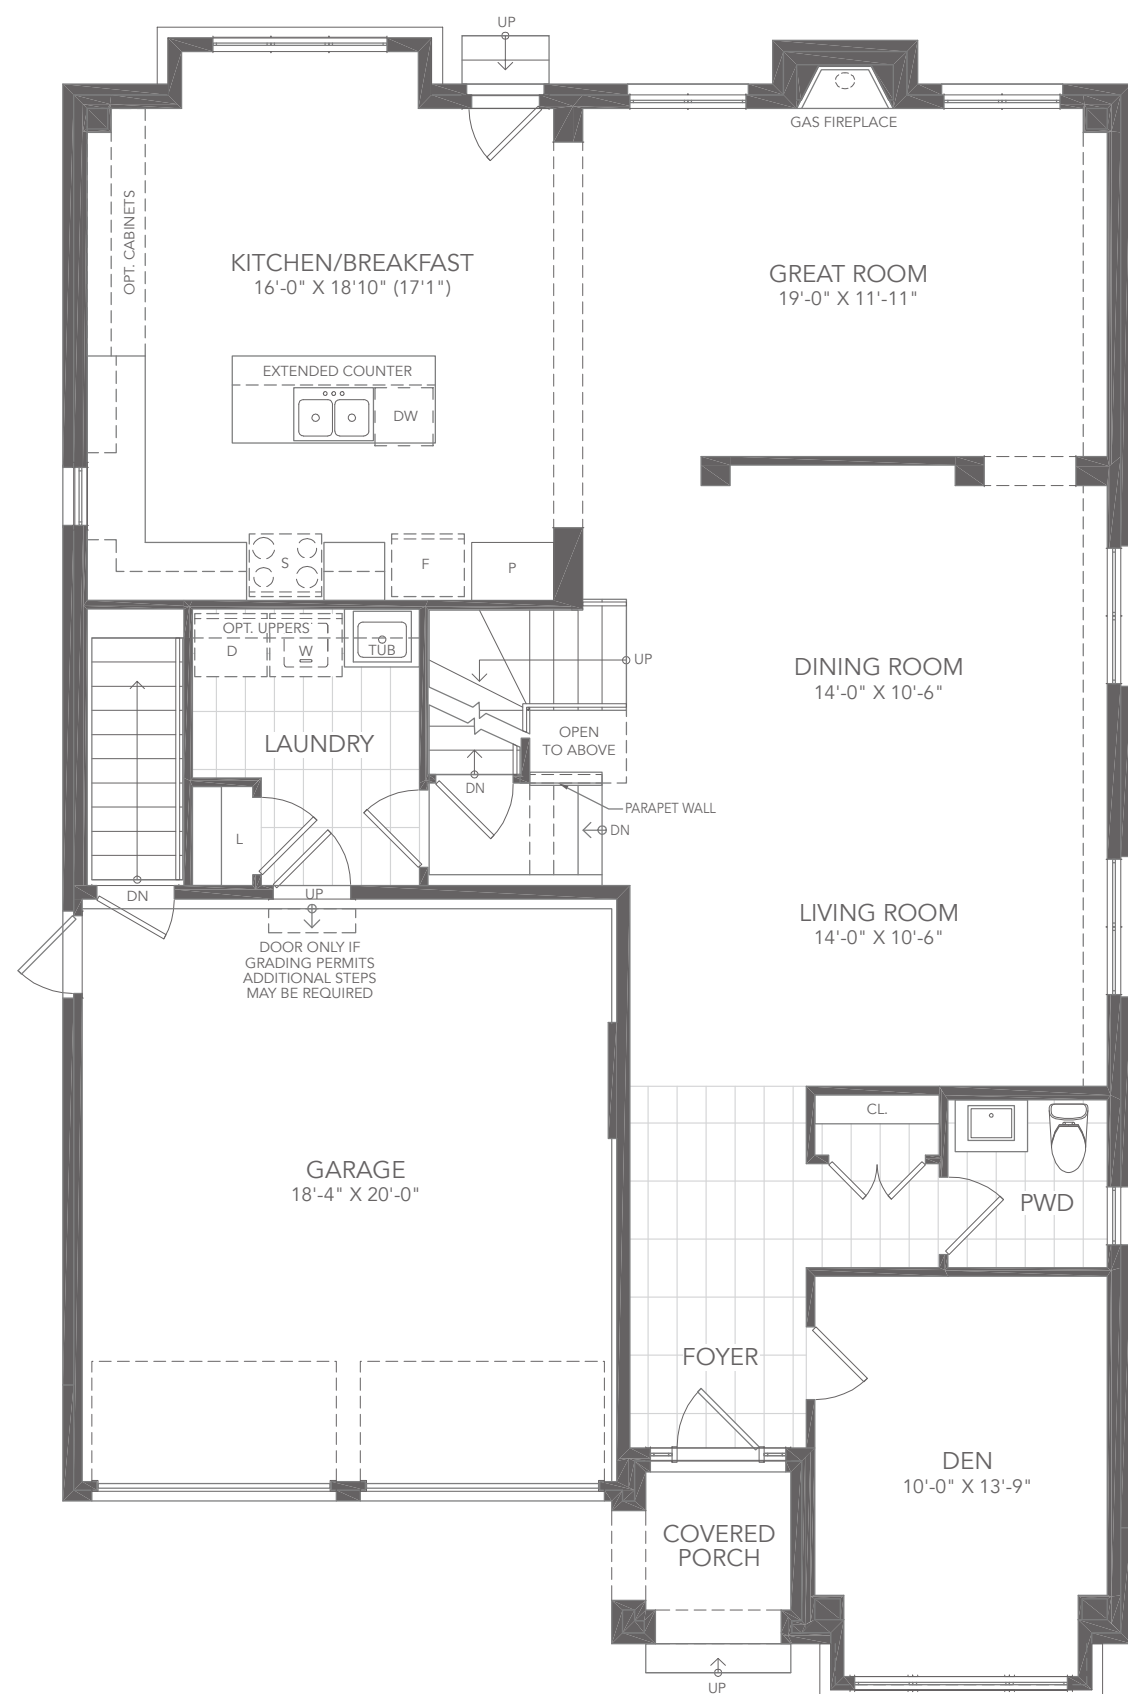 UP
GAS FIREPLACE
OPT. CABINETS
KITCHEN/BREAKFAST
16'-0" X 18'10" (17'1")
GREAT ROOM
19'-0" X 11'-11"
EXTENDED COUNTER
DW
S
F
P
OPT. UPPERS
D
W
TUB
UP
DINING ROOM
14'-0" X 10'-6"
LAUNDRY
OPEN
TO ABOVE
DN
PARAPET WALL
DN
L
DN
UP
LIVING ROOM
14'-0" X 10'-6"
DOOR ONLY IF
GRADING PERMITS
ADDITIONAL STEPS
MAY BE REQUIRED
CL.
GARAGE
18'-4" X 20'-0"
PWD
FOYER
DEN
10'-0" X 13'-9"
COVERED
PORCH
UP